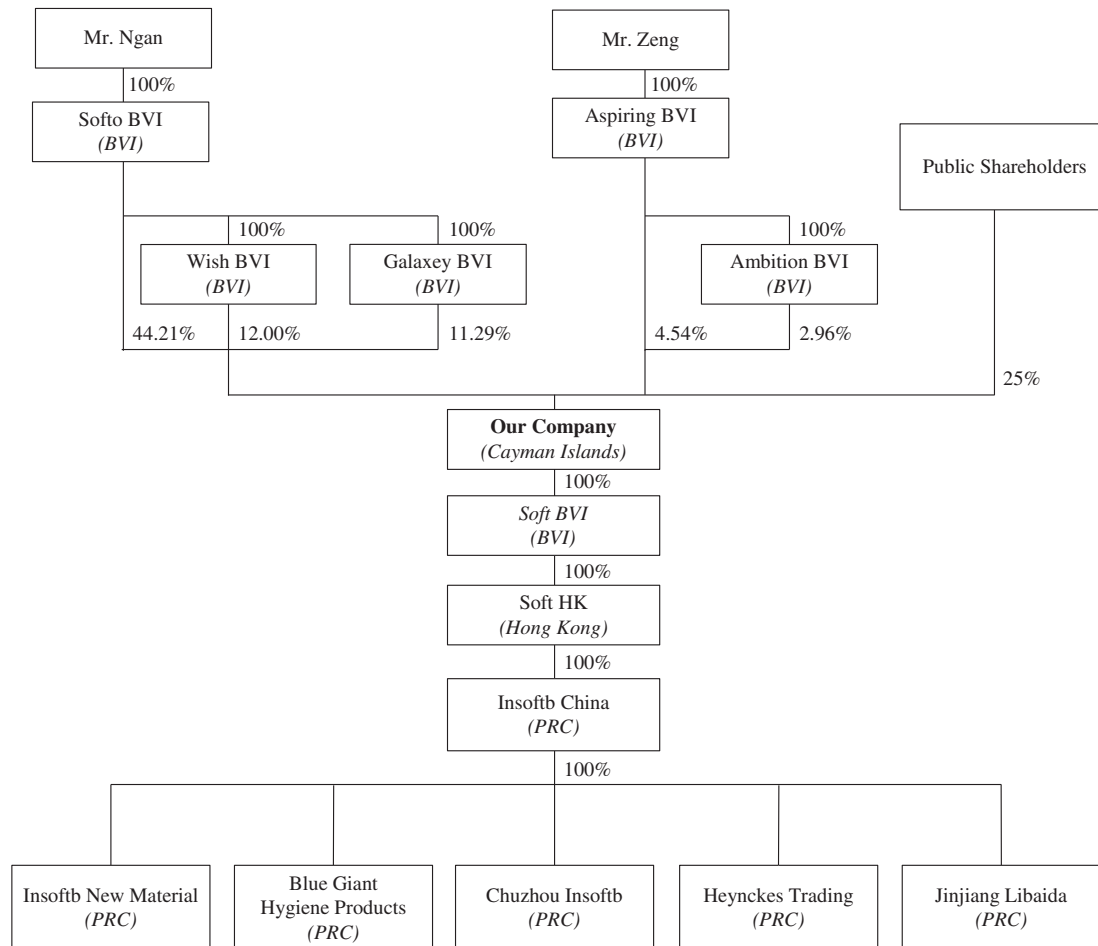 Mr. Ngan
Mr. Zeng
100%
100%
Softo BVI
(BVI)
Aspiring BVI
(BVI)
Public Shareholders
100%
100%
100%
Wish BVI
(BVI)
Galaxey BVI
(BVI)
Ambition BVI
(BVI)
44.21%
12.00%
11.29%
4.54%
2.96%
25%
Our Company
(Cayman Islands)
100%
Soft BVI
(BVI)
100%
Soft HK
(Hong Kong)
100%
Insoftb China
(PRC)
100%
Insoftb New Material
(PRC)
Blue Giant
Hygiene Products
(PRC)
Chuzhou Insoftb
(PRC)
Heynckes Trading
(PRC)
Jinjiang Libaida
(PRC)